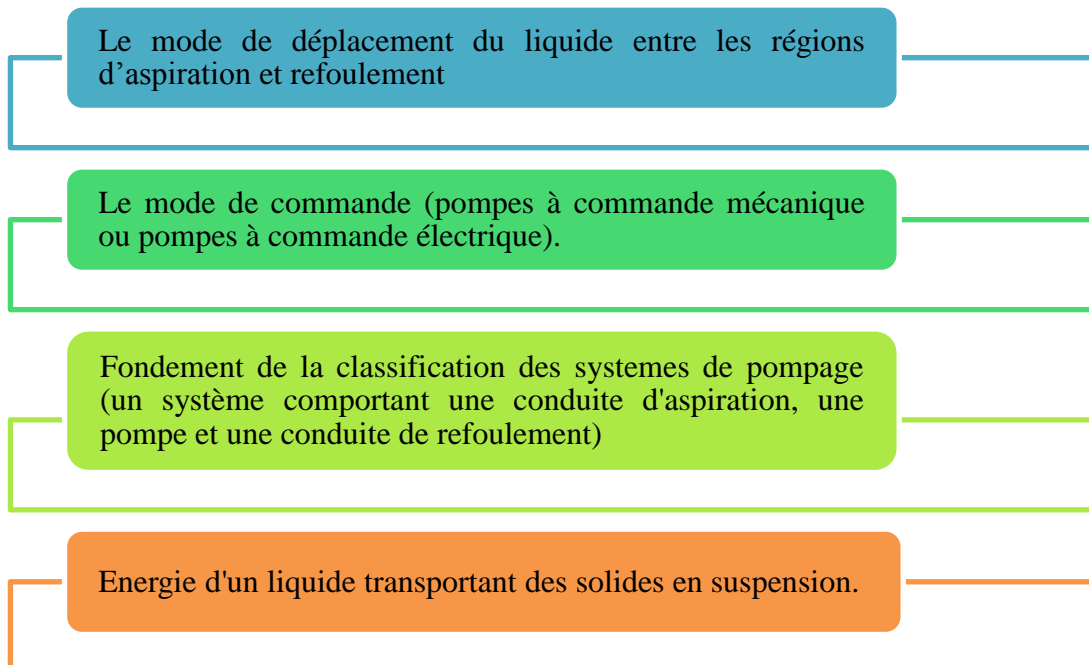 Le mode de déplacement du liquide entre les régions
d’aspiration et refoulement
Le mode de commande (pompes à commande mécanique
ou pompes à commande électrique).
Fondement de la classification des systemes de pompage
(un système comportant une conduite d'aspiration, une
pompe et une conduite de refoulement)
Energie d'un liquide transportant des solides en suspension.